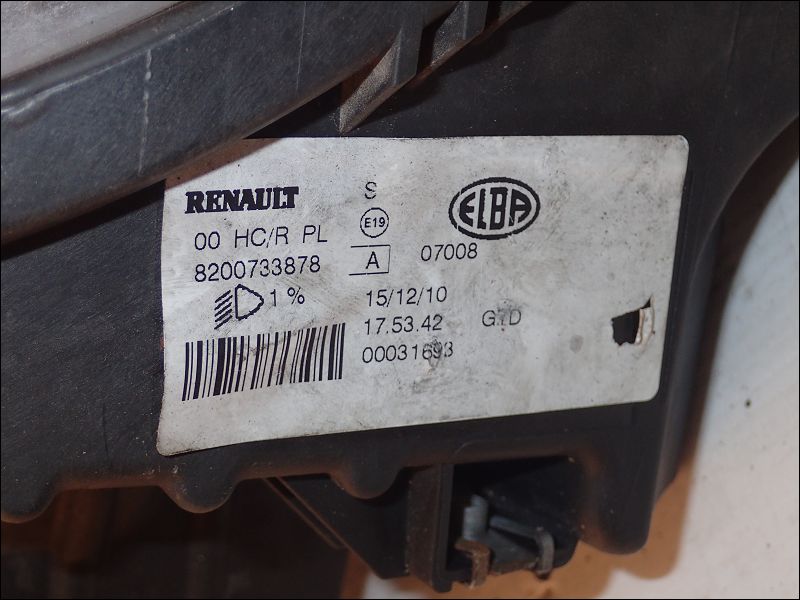 RENAULT S ELBA
E19
00 HC/R PL
8200733878 A 07008
1 % 15/12/10
17.53.42 G.D
00031693